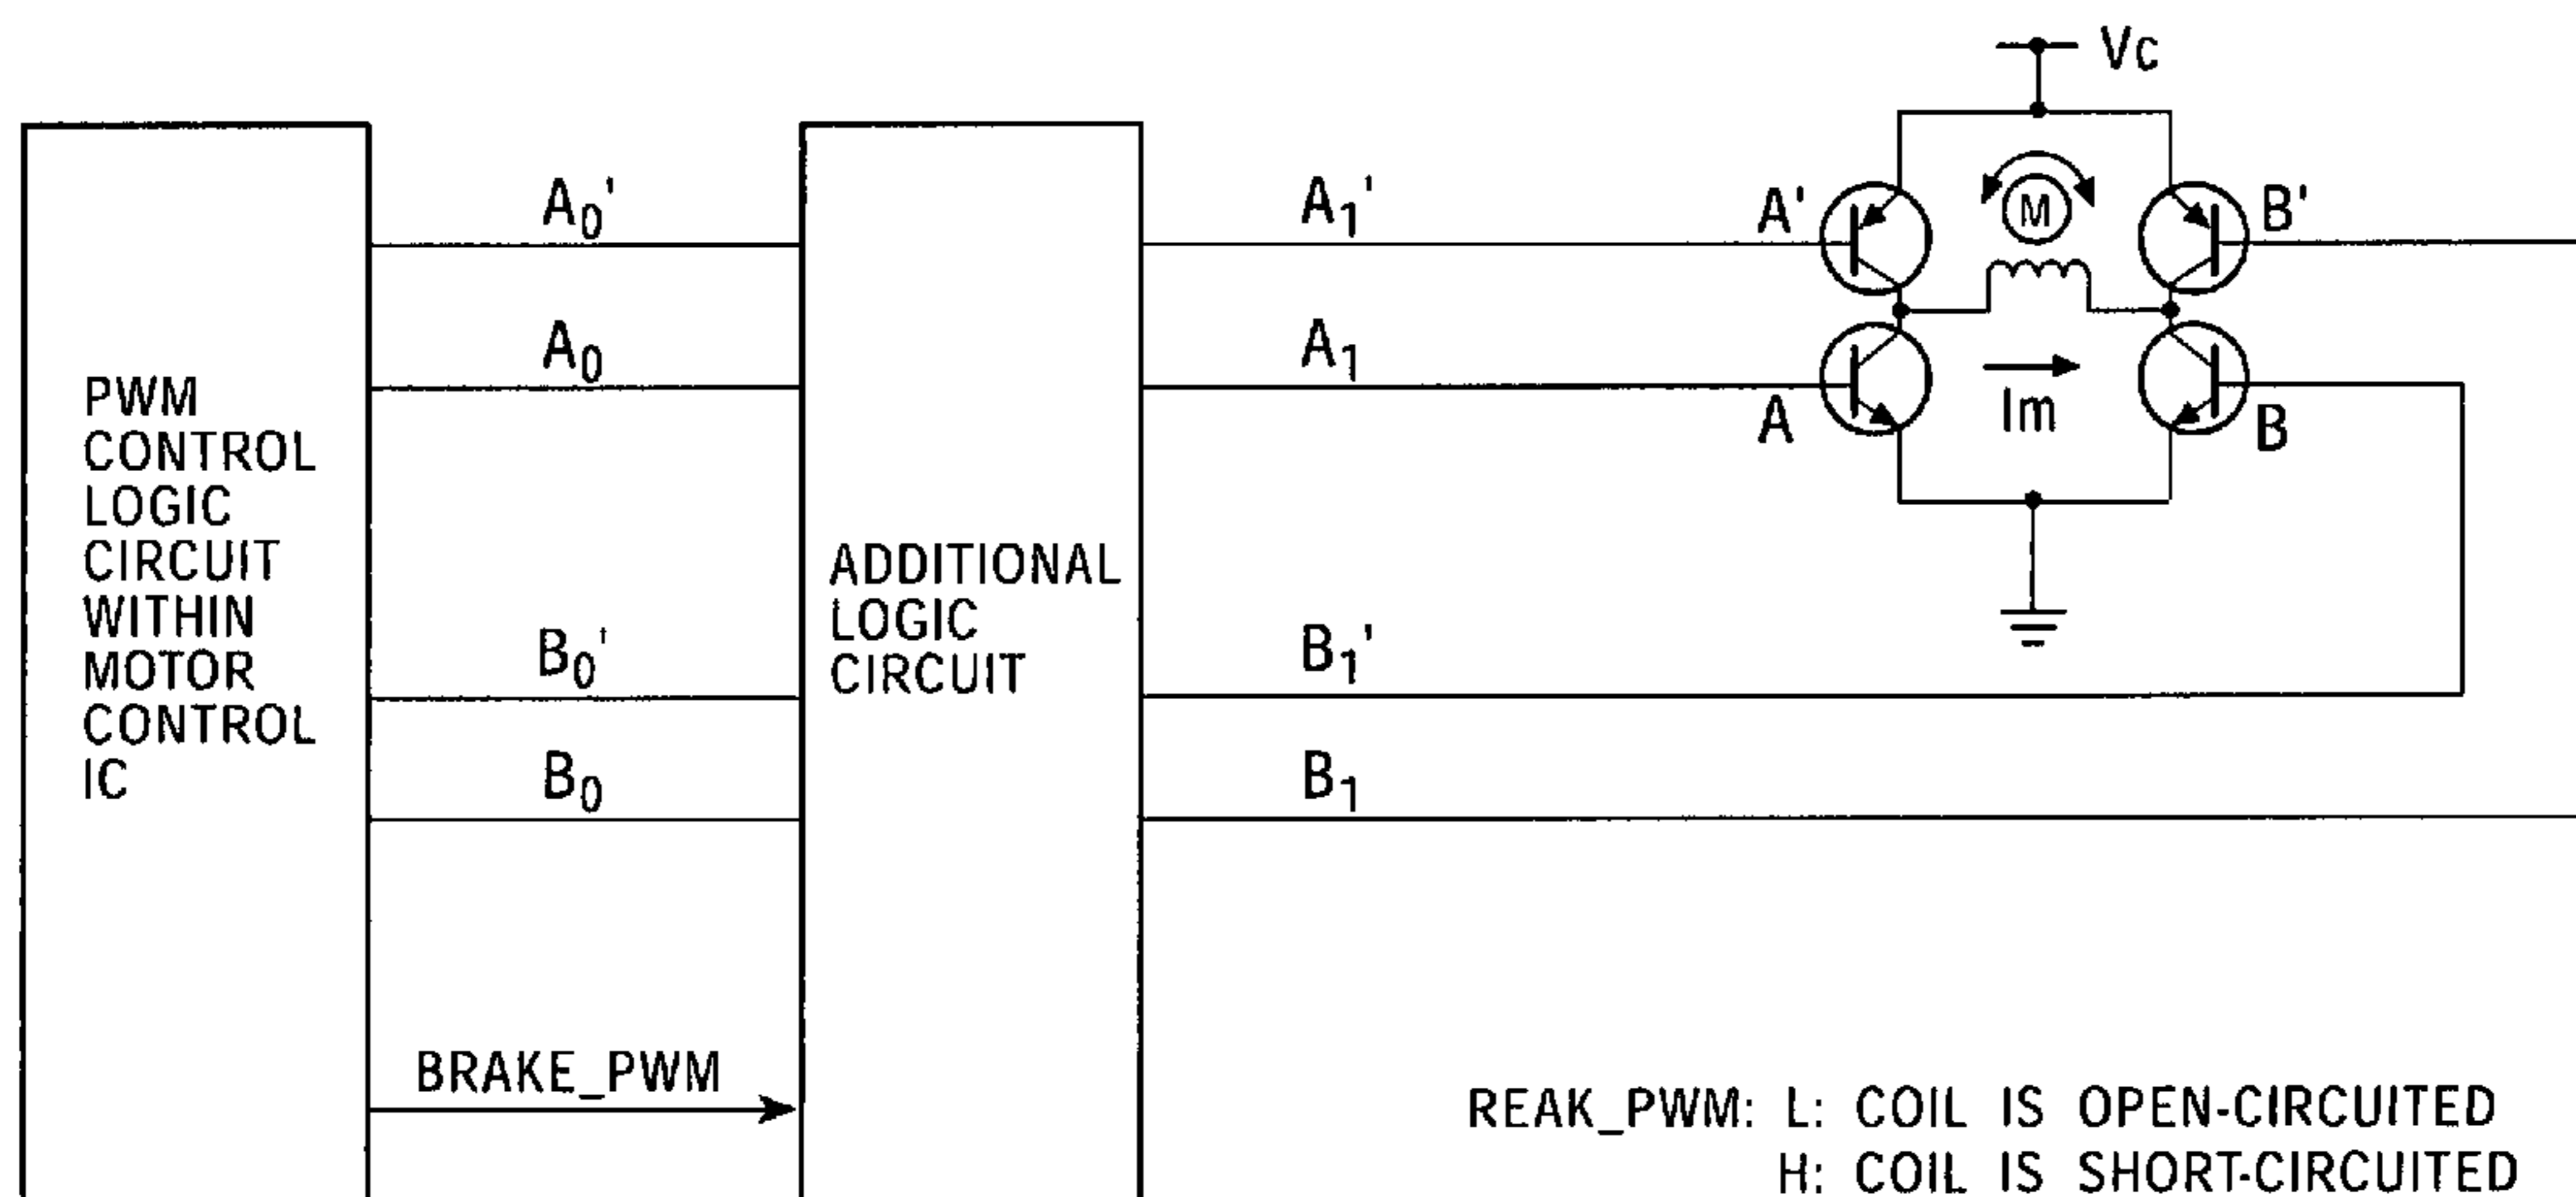 Vc
A₀'
A₁'
A'
M
B'
A₀
A₁
A
Im
B
PWM
CONTROL
LOGIC
CIRCUIT
WITHIN
MOTOR
CONTROL
IC
ADDITIONAL
LOGIC
CIRCUIT
B₀'
B₁'
B₀
B₁
BRAKE_PWM
REAK_PWM: L: COIL IS OPEN-CIRCUITED
H: COIL IS SHORT-CIRCUITED